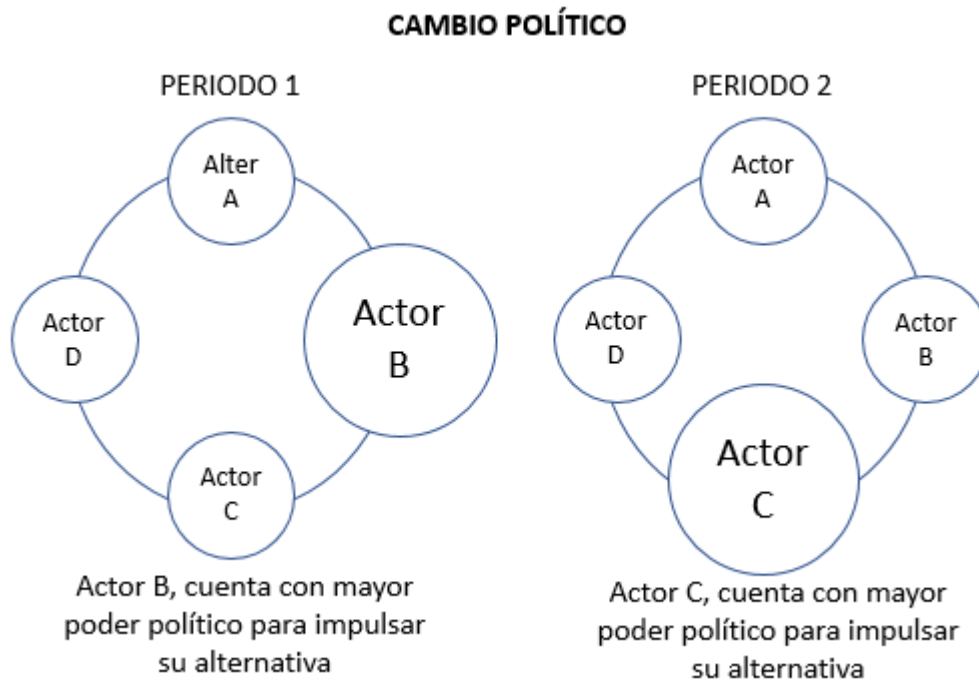 CAMBIO POLÍTICO
PERIODO 1
Alter
A
Actor
B
Actor
D
Actor
C
Actor B, cuenta con mayor
poder político para impulsar
su alternativa
PERIODO 2
Actor
A
Actor
B
Actor
D
Actor
C
Actor C, cuenta con mayor
poder político para impulsar
su alternativa